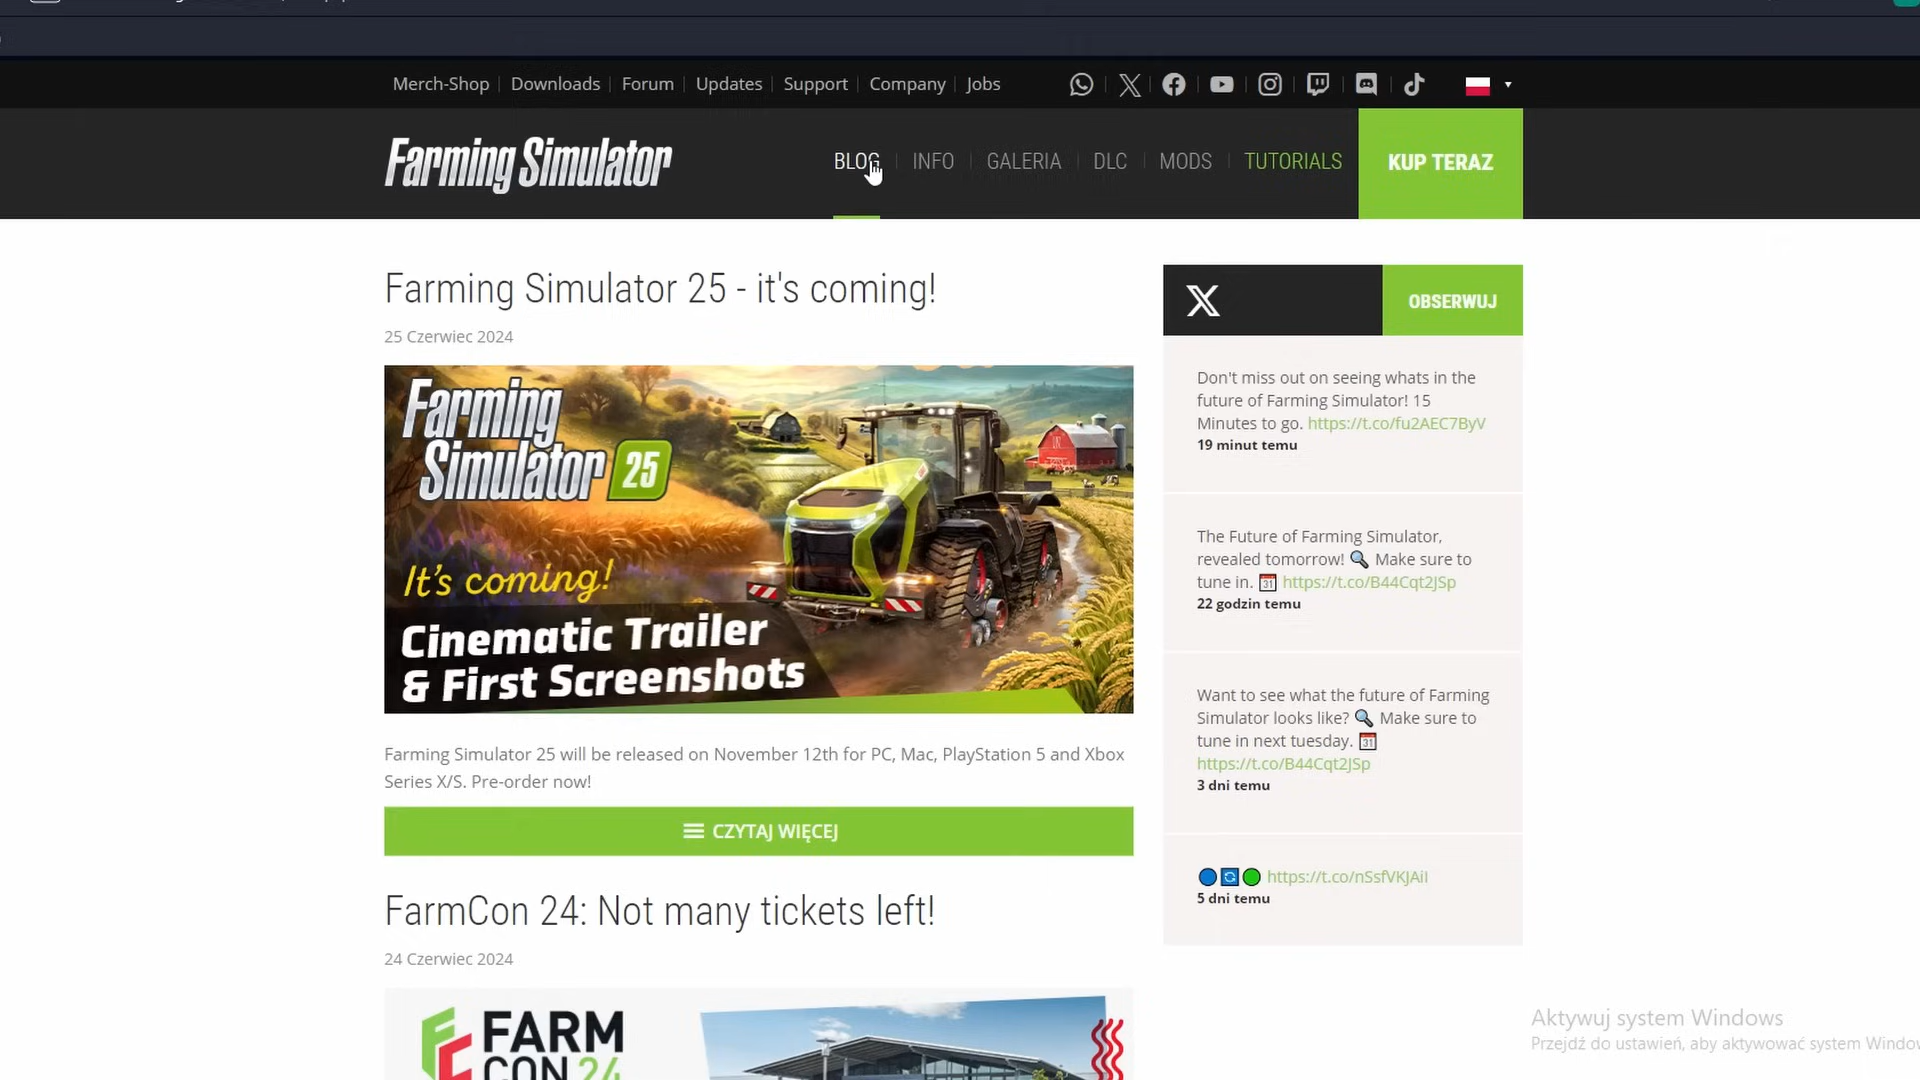 Merch-Shop Downloads Forum Updates Support Company Jobs
Farming Simulator
BLOG INFO GALERIA DLC MODS TUTORIALS KUP TERAZ
Farming Simulator 25 - it's coming!
25 Czerwiec 2024
Farming
Simulator 25
It's coming!
Cinematic Trailer
& First Screenshots
Farming Simulator 25 will be released on November 12th for PC, Mac, PlayStation 5 and Xbox
Series X/S. Pre-order now!
CZYTAJ WIĘCEJ
FarmCon 24: Not many tickets left!
24 Czerwiec 2024
FARM
CON 24
OBSERWUJ
Don't miss out on seeing whats in the
future of Farming Simulator! 15
Minutes to go. https://t.co/fu2AEC7ByV
19 minut temu
The Future of Farming Simulator,
revealed tomorrow! 🔍 Make sure to
tune in. 📅 https://t.co/B44Cqt2JSp
22 godzin temu
Want to see what the future of Farming
Simulator looks like? 🔍 Make sure to
tune in next tuesday. 📅
https://t.co/B44Cqt2JSp
3 dni temu
🔵🔄🟢 https://t.co/nSsfVKJAiI
5 dni temu
Aktywuj system Windows
Przejdź do ustawień, aby aktywować system Window